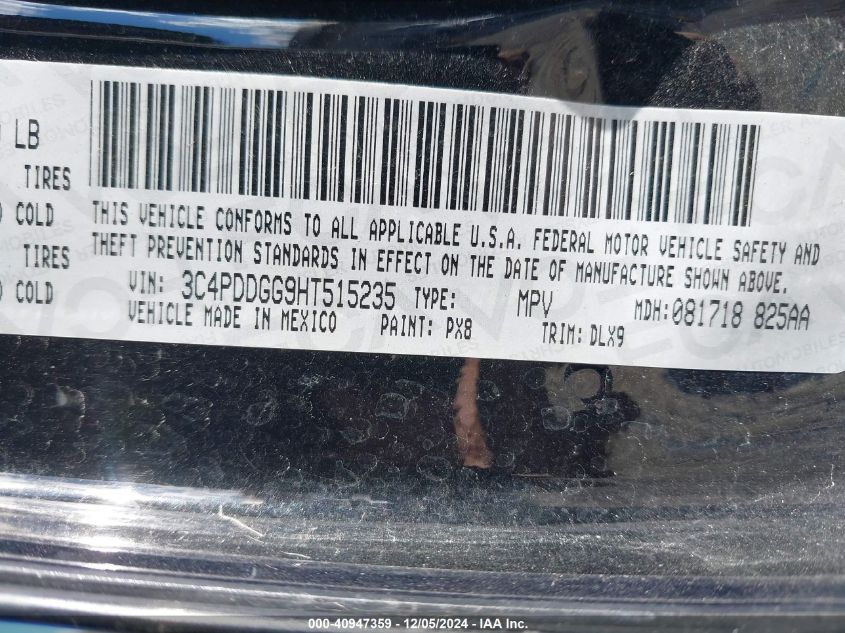 LB
TIRES
COLD
TIRES
COLD
THIS VEHICLE CONFORMS TO ALL APPLICABLE U.S.A. FEDERAL MOTOR VEHICLE SAFETY AND
THEFT PREVENTION STANDARDS IN EFFECT ON THE DATE OF MANUFACTURE SHOWN ABOVE.
VIN: 3C4PDDGG9HT515235 TYPE: MPV MDH:081718 825AA
VEHICLE MADE IN MEXICO PAINT: PX8 TRIM: DLX9
000-40947359 - 12/05/2024 - IAA, Inc.